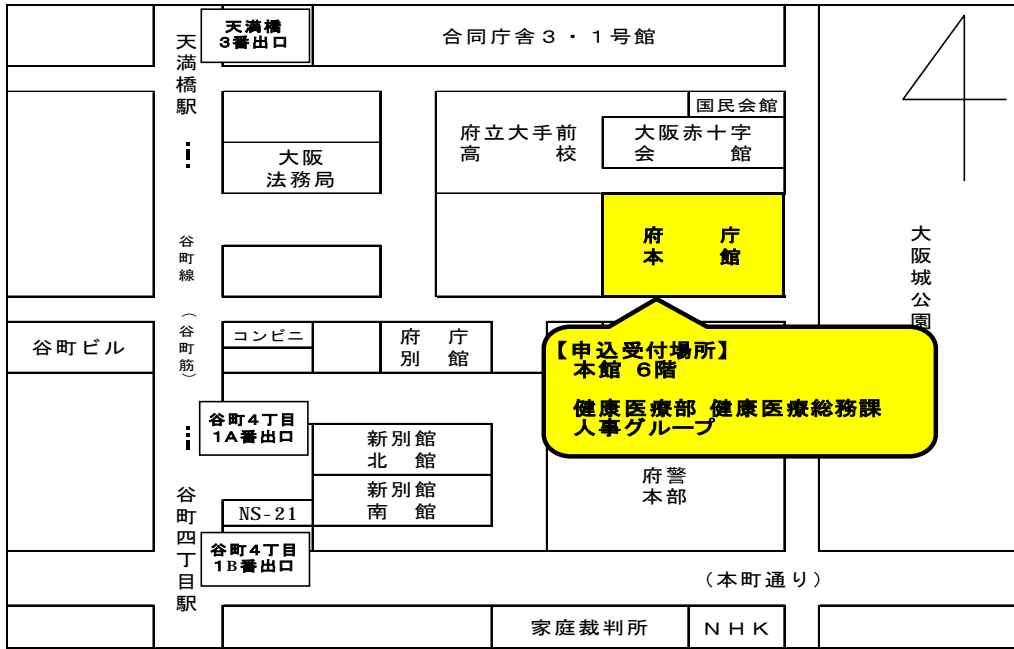 天満橋
3番出口
合同庁舎３・１号館
天満橋駅
国民会館
府立大手前
高　　　校
大阪赤十字
会　　　館
大阪
法務局
府　　庁
本　　館
大阪城公園
谷町線
（谷町筋）
谷町ビル
コンビニ
府　庁
別　館
【申込受付場所】
本館 6階
健康医療部 健康医療総務課
人事グループ
谷町4丁目
1A番出口
新別館
北　館
新別館
南　館
府警
本部
NS-21
谷町四丁目駅
谷町4丁目
1B番出口
（本町通り）
家庭裁判所
ＮＨＫ